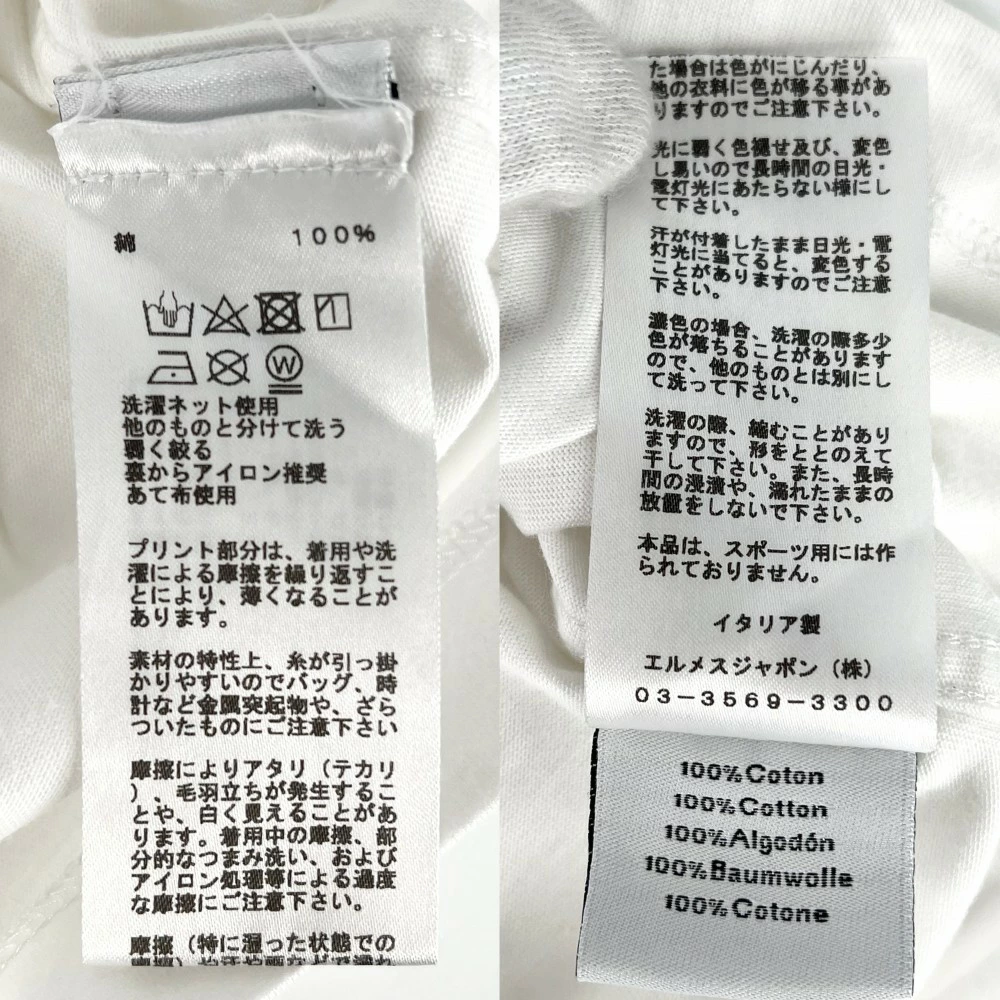 綿 100%
W
洗濯ネット使用
他のものと分けて洗う
弱く絞る
裏からアイロン推奨
あて布使用
プリント部分は、着用や洗
濯による摩擦を繰り返すこ
とにより、薄くなることが
あります。
素材の特性上、糸が引っ掛
かりやすいのでバッグ、時
計など金属突起物や、ざら
ついたものにご注意下さい
摩擦によりアタリ（テカリ
）、毛羽立ちが発生するこ
とや、白く見えることがあ
ります。着用中の摩擦、部
分的なつまみ洗い、および
アイロン処理等による過度
な摩擦にご注意下さい。
摩擦（特に湿った状態での
た場合は色がにじんだり、
他の衣料に色が移る事があ
りますのでご注意下さい。
光に弱く色褪せ及び、変色
し易いので長時間の日光・
電灯光にあたらない様にし
て下さい。
汗が付着したまま日光・電
灯光に当てると、変色する
ことがありますのでご注意
下さい。
濃色の場合、洗濯の際多少
色が落ちることがあります
ので、他のものとは別にし
て洗って下さい。
洗濯の際、縮むことがあり
ますので、形をととのえて
干して下さい。また、長時
間の浸漬や、濡れたままの
放置をしないで下さい。
本品は、スポーツ用には作
られておりません。
イタリア製
エルメスジャポン（株）
03-3569-3300
100%Coton
100%Cotton
100%Algodón
100%Baumwolle
100%Cotone